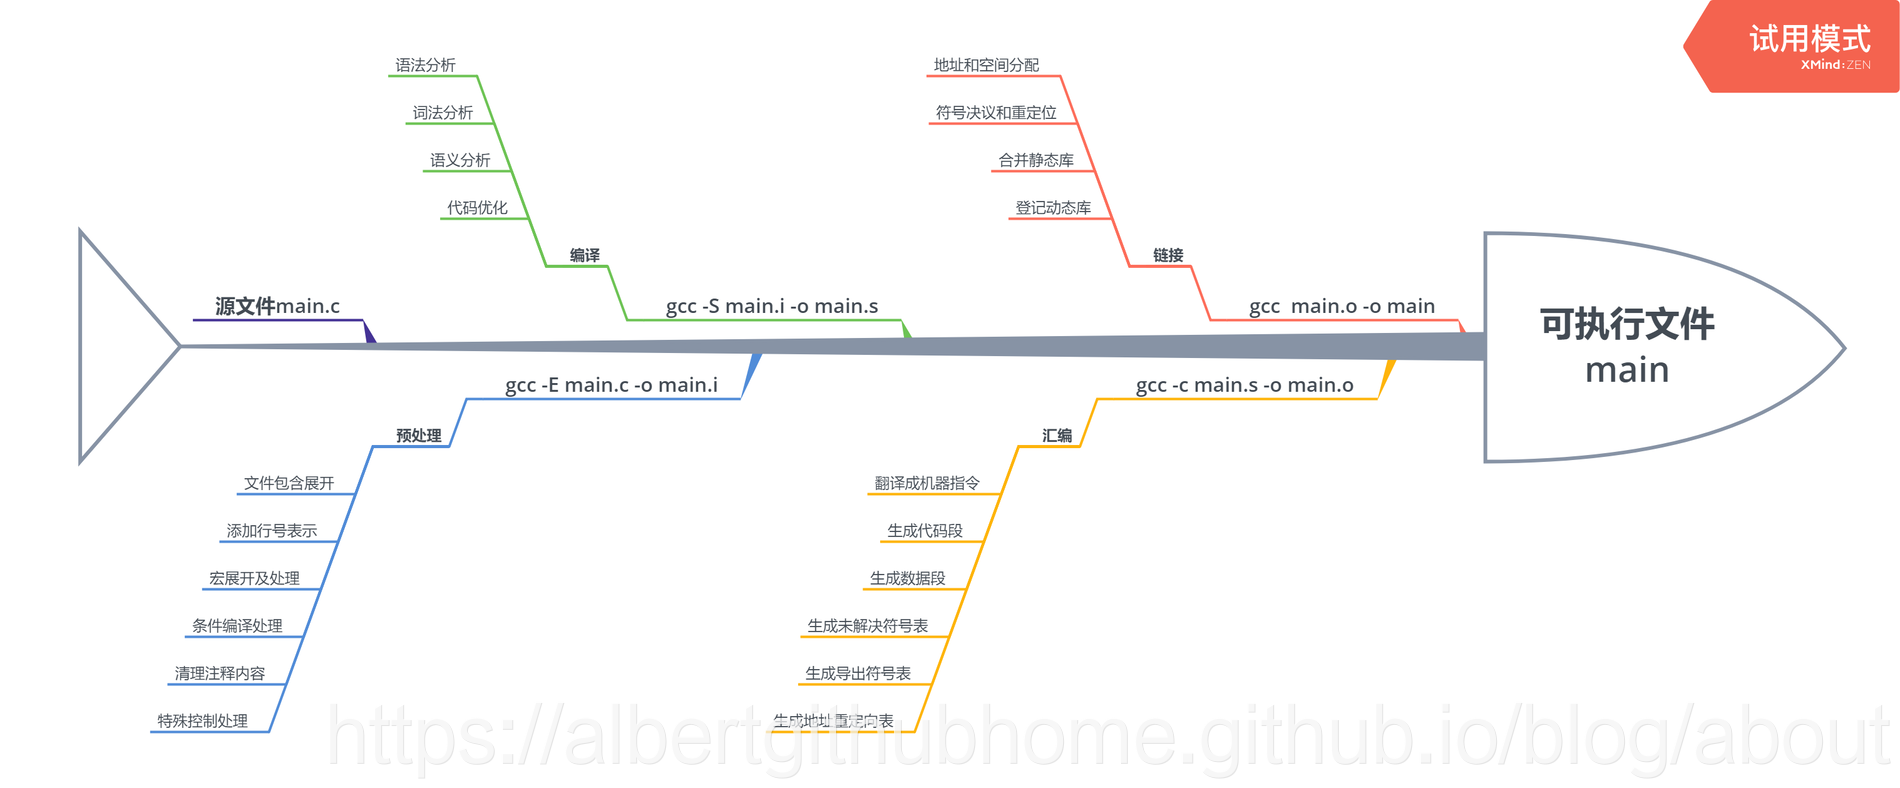 试用模式
XMind:ZEN
语法分析
词法分析
语义分析
代码优化
编译
gcc -S main.i -o main.s
地址和空间分配
符号决议和重定位
合并静态库
登记动态库
链接
gcc  main.o -o main
源文件main.c
可执行文件
main
gcc -E main.c -o main.i
预处理
文件包含展开
添加行号表示
宏展开及处理
条件编译处理
清理注释内容
特殊控制处理
gcc -c main.s -o main.o
汇编
翻译成机器指令
生成代码段
生成数据段
生成未解决符号表
生成导出符号表
生成地址重定向表
https://albertgithubhome.github.io/blog/about